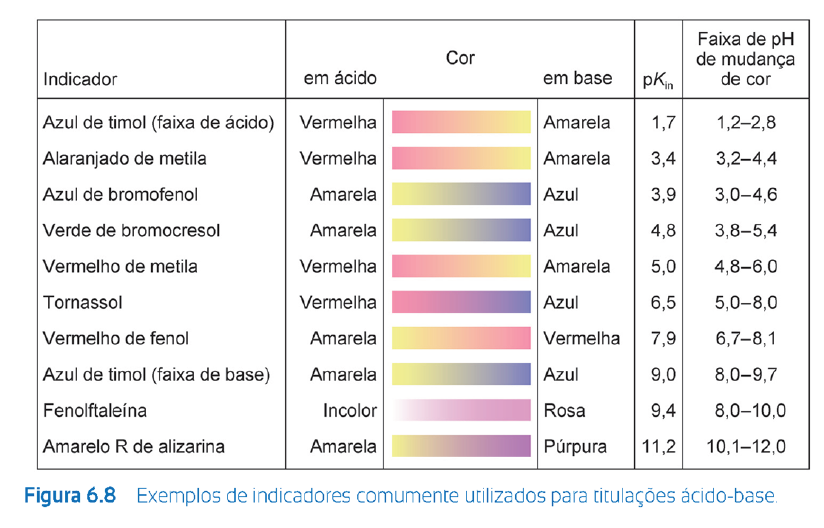 Indicador em ácido Cor em base pKin Faixa de pH de mudança de cor
Azul de timol (faixa de ácido) Vermelha Amarela 1,7 1,2–2,8
Alaranjado de metila Vermelha Amarela 3,4 3,2–4,4
Azul de bromofenol Amarela Azul 3,9 3,0–4,6
Verde de bromocresol Amarela Azul 4,8 3,8–5,4
Vermelho de metila Vermelha Amarela 5,0 4,8–6,0
Tornassol Vermelha Azul 6,5 5,0–8,0
Vermelho de fenol Amarela Vermelha 7,9 6,7–8,1
Azul de timol (faixa de base) Amarela Azul 9,0 8,0–9,7
Fenolftaleína Incolor Rosa 9,4 8,0–10,0
Amarelo R de alizarina Amarela Púrpura 11,2 10,1–12,0
Figura 6.8 Exemplos de indicadores comumente utilizados para titulações ácido-base.